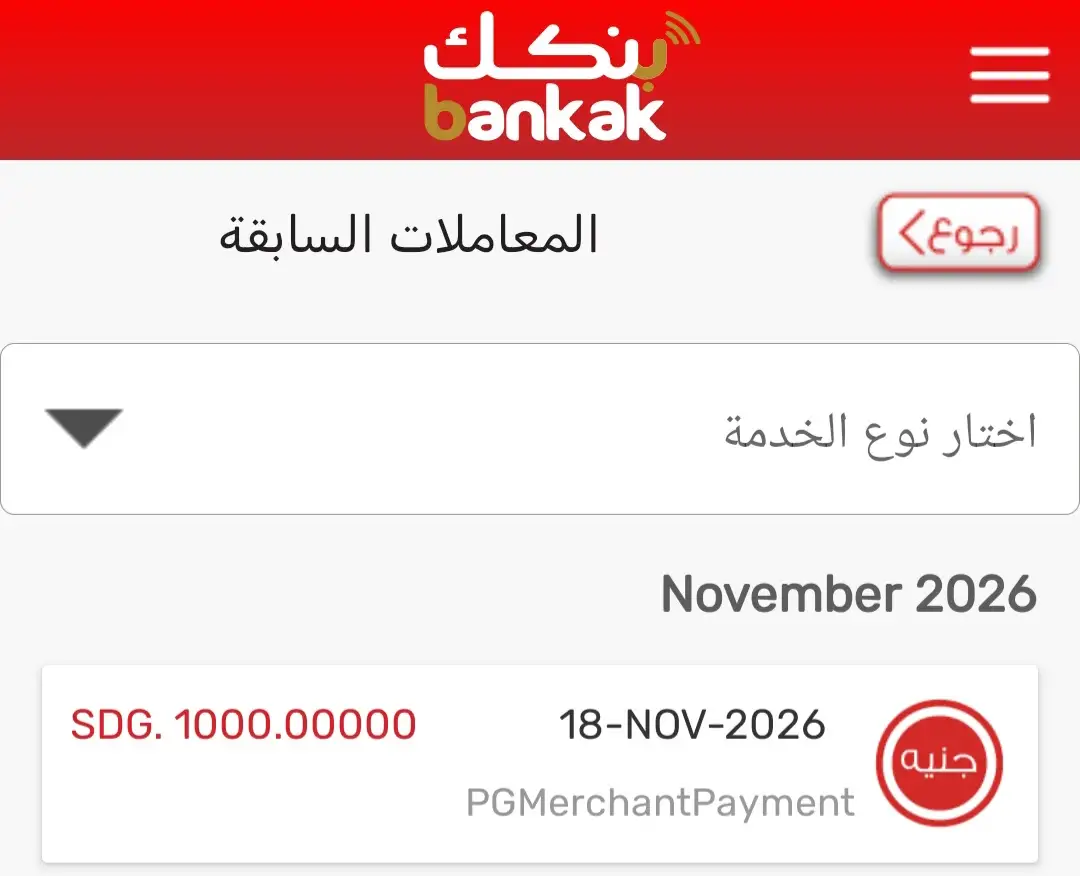 بنكك
bankak
رجوع
المعاملات السابقة
اختار نوع الخدمة
November 2026
جنيه
18-NOV-2026
SDG. 1000.00000
PGMerchantPayment